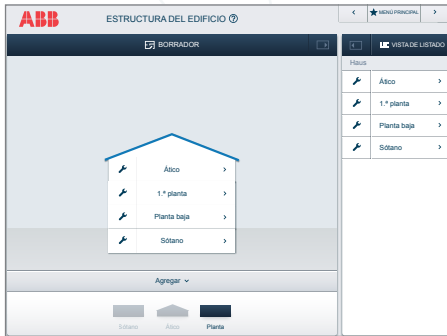 ABB
ESTRUCTURA DEL EDIFICIO ?
MENÚ PRINCIPAL
BORRADOR
VISTA DE LISTADO
Haus
Ático
1.ª planta
Planta baja
Sótano
Ático
1.ª planta
Planta baja
Sótano
Agregar
Sótano
Ático
Planta